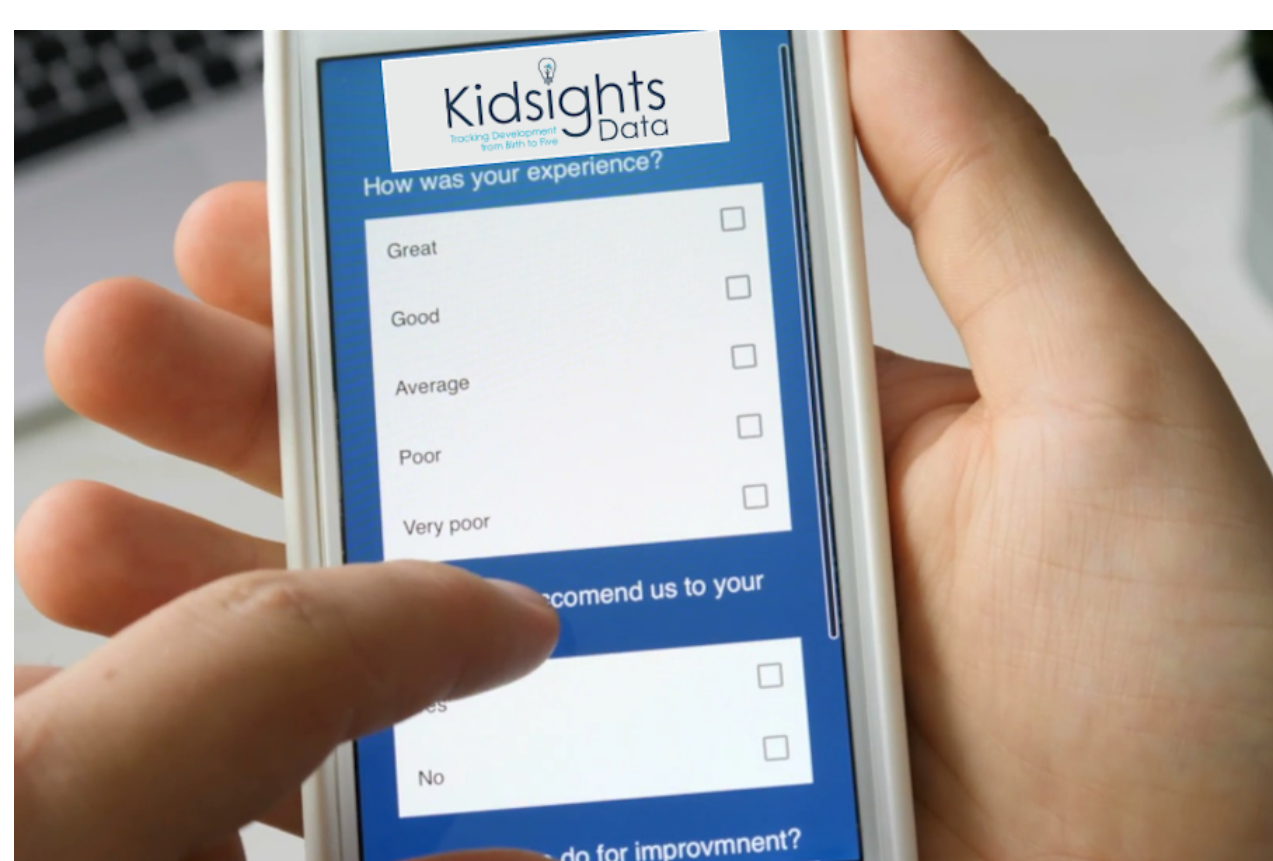 Kidsights
Data
Tracking Development
from Birth to Five
How was your experience?
Great
Good
Average
Poor
Very poor
ccomend us to your
es
No
do for improvmnent?